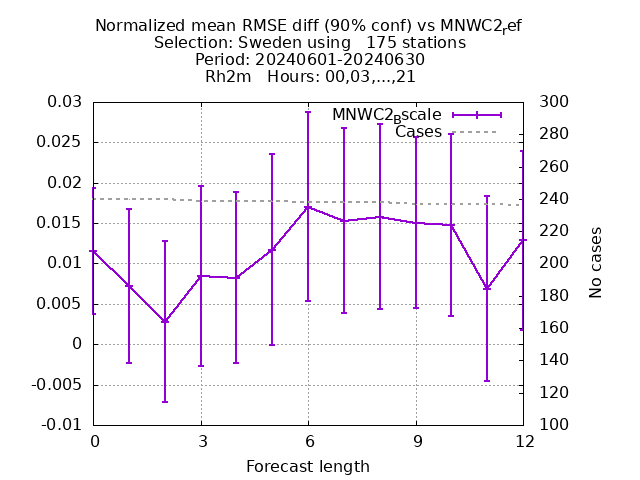 Normalized mean RMSE diff (90% conf) vs MNWC2ref
Selection: Sweden using   175 stations
Period: 20240601-20240630
Rh2m   Hours: 00,03,...,21
MNWC2Bscale
Cases
0.03
0.025
0.02
0.015
0.01
0.005
0
-0.005
-0.01
300
280
260
240
220
200
180
160
140
120
100
No cases
0 3 6 9 12
Forecast length